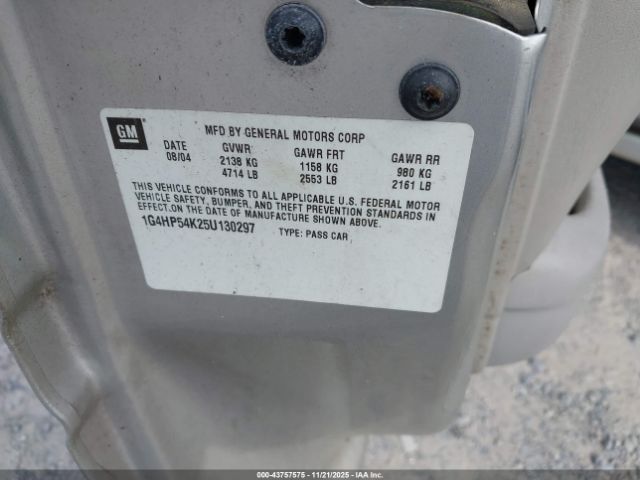 GM
MFD BY GENERAL MOTORS CORP
DATE GVWR GAWR FRT GAWR RR
08/04 2138 KG 1158 KG 980 KG
4714 LB 2553 LB 2161 LB
THIS VEHICLE CONFORMS TO ALL APPLICABLE U.S. FEDERAL MOTOR
VEHICLE SAFETY, BUMPER, AND THEFT PREVENTION STANDARDS IN
EFFECT ON THE DATE OF MANUFACTURE SHOWN ABOVE.
1G4HP54K25U130297 TYPE: PASS CAR
000-43757575 | 11/21/2025 | IAA |